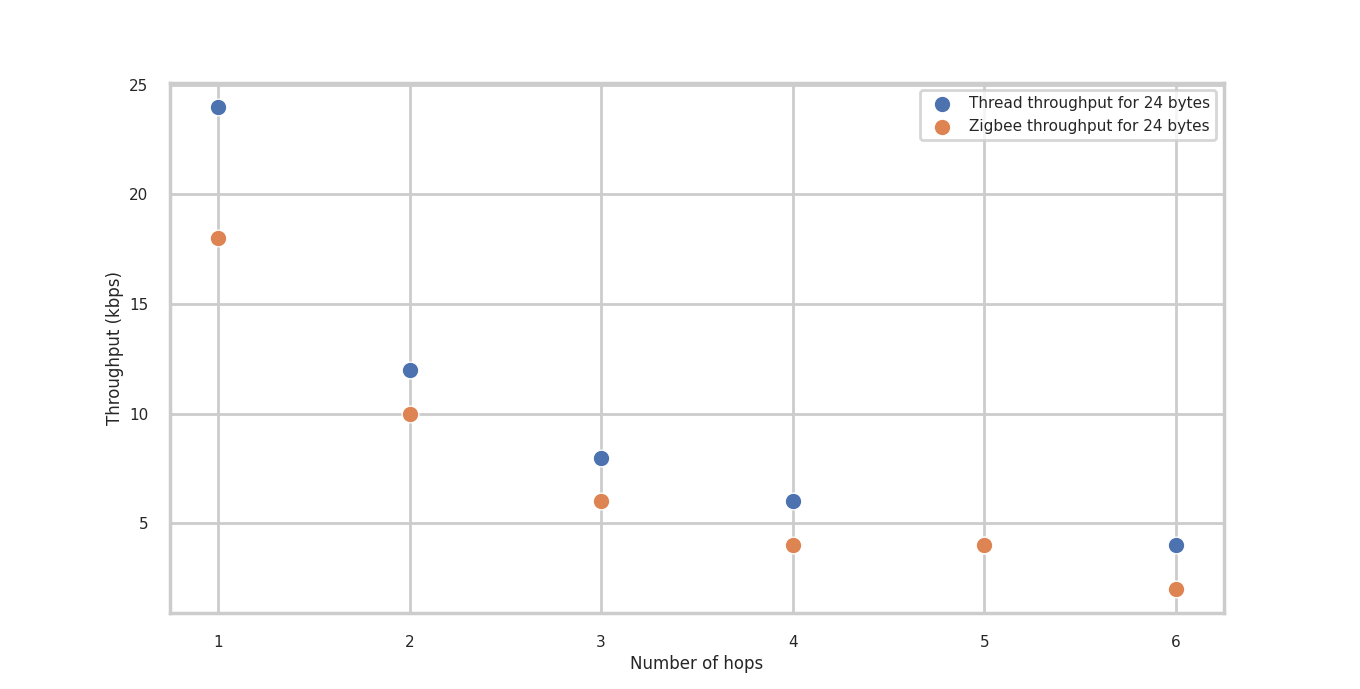 25
20
15
10
5
Throughput (kbps)
Thread throughput for 24 bytes
Zigbee throughput for 24 bytes
1 2 3 4 5 6
Number of hops